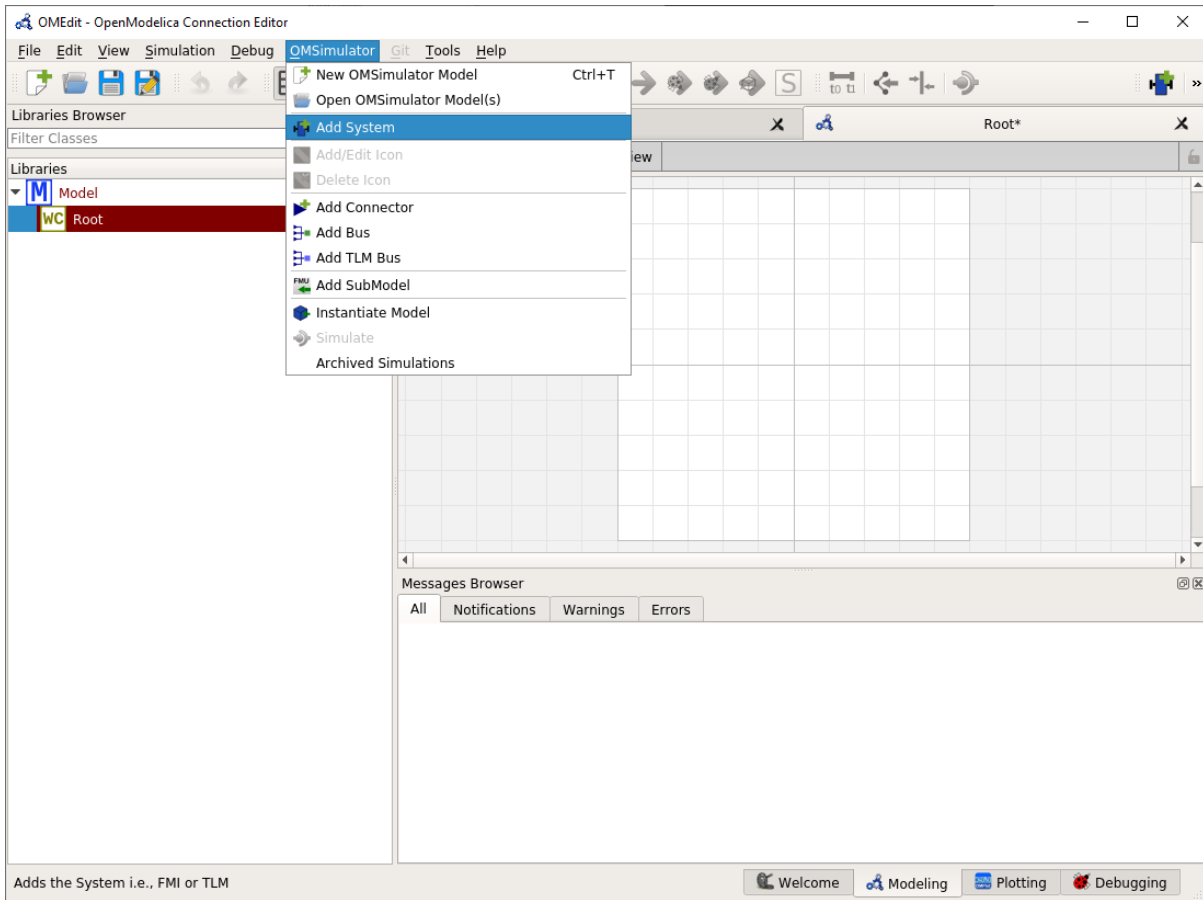 OMEdit - OpenModelica Connection Editor
File Edit View Simulation Debug OMSimulator Git Tools Help
New OMSimulator Model Ctrl+T
Open OMSimulator Model(s)
Add System
Add/Edit Icon
Delete Icon
Add Connector
Add Bus
Add TLM Bus
FMU
Add SubModel
Instantiate Model
Simulate
Archived Simulations
S
to t1
»
Libraries Browser
Filter Classes
Root*
Libraries
M Model
WC Root
Messages Browser
All Notifications Warnings Errors
Adds the System i.e., FMI or TLM
Welcome Modeling Plotting Debugging